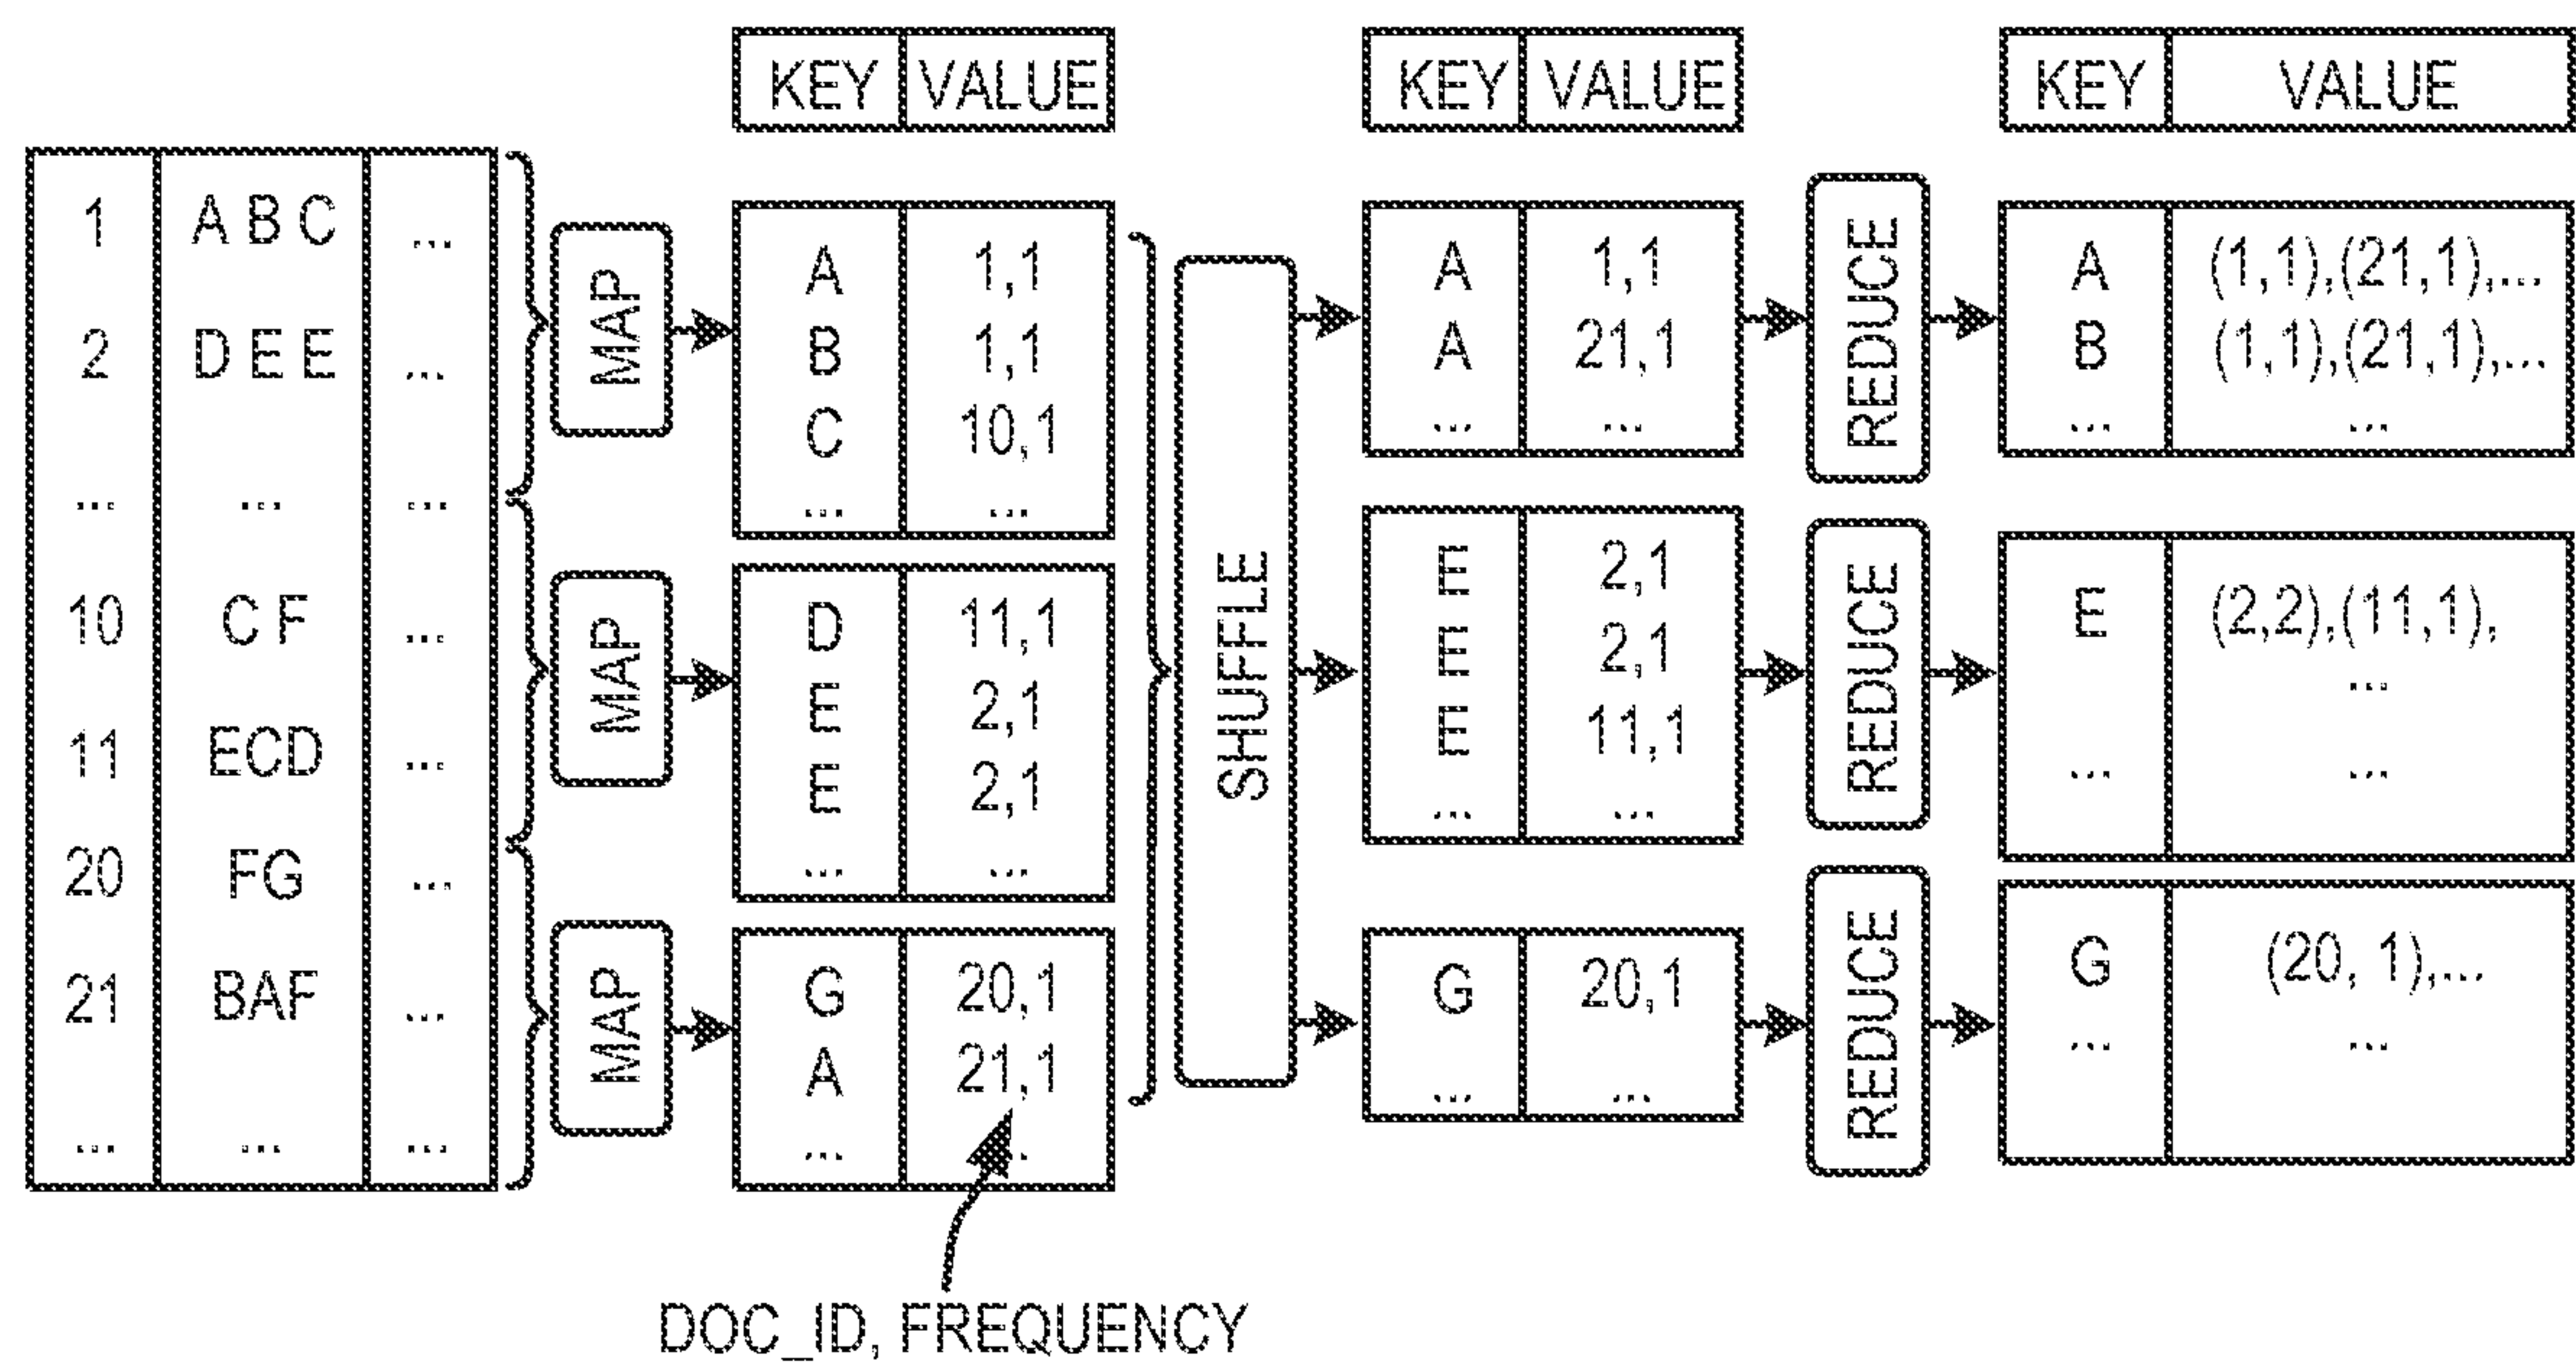 KEY VALUE
KEY VALUE
KEY VALUE
1 A B C ...
2 D E E ...
... ... ...
10 C F ...
11 ECD ...
20 FG ...
21 BAF ...
... ... ...
MAP
MAP
MAP
A 1,1
B 1,1
C 10,1
... ...
D 11,1
E 2,1
E 2,1
... ...
G 20,1
A 21,1
... ...
DOC_ID, FREQUENCY
SHUFFLE
A 1,1
A 21,1
... ...
E 2,1
E 2,1
E 11,1
... ...
G 20,1
... ...
REDUCE
REDUCE
REDUCE
A (1,1),(21,1),...
B (1,1),(21,1),...
... ...
E (2,2),(11,1),
...
... ...
G (20, 1),...
... ...